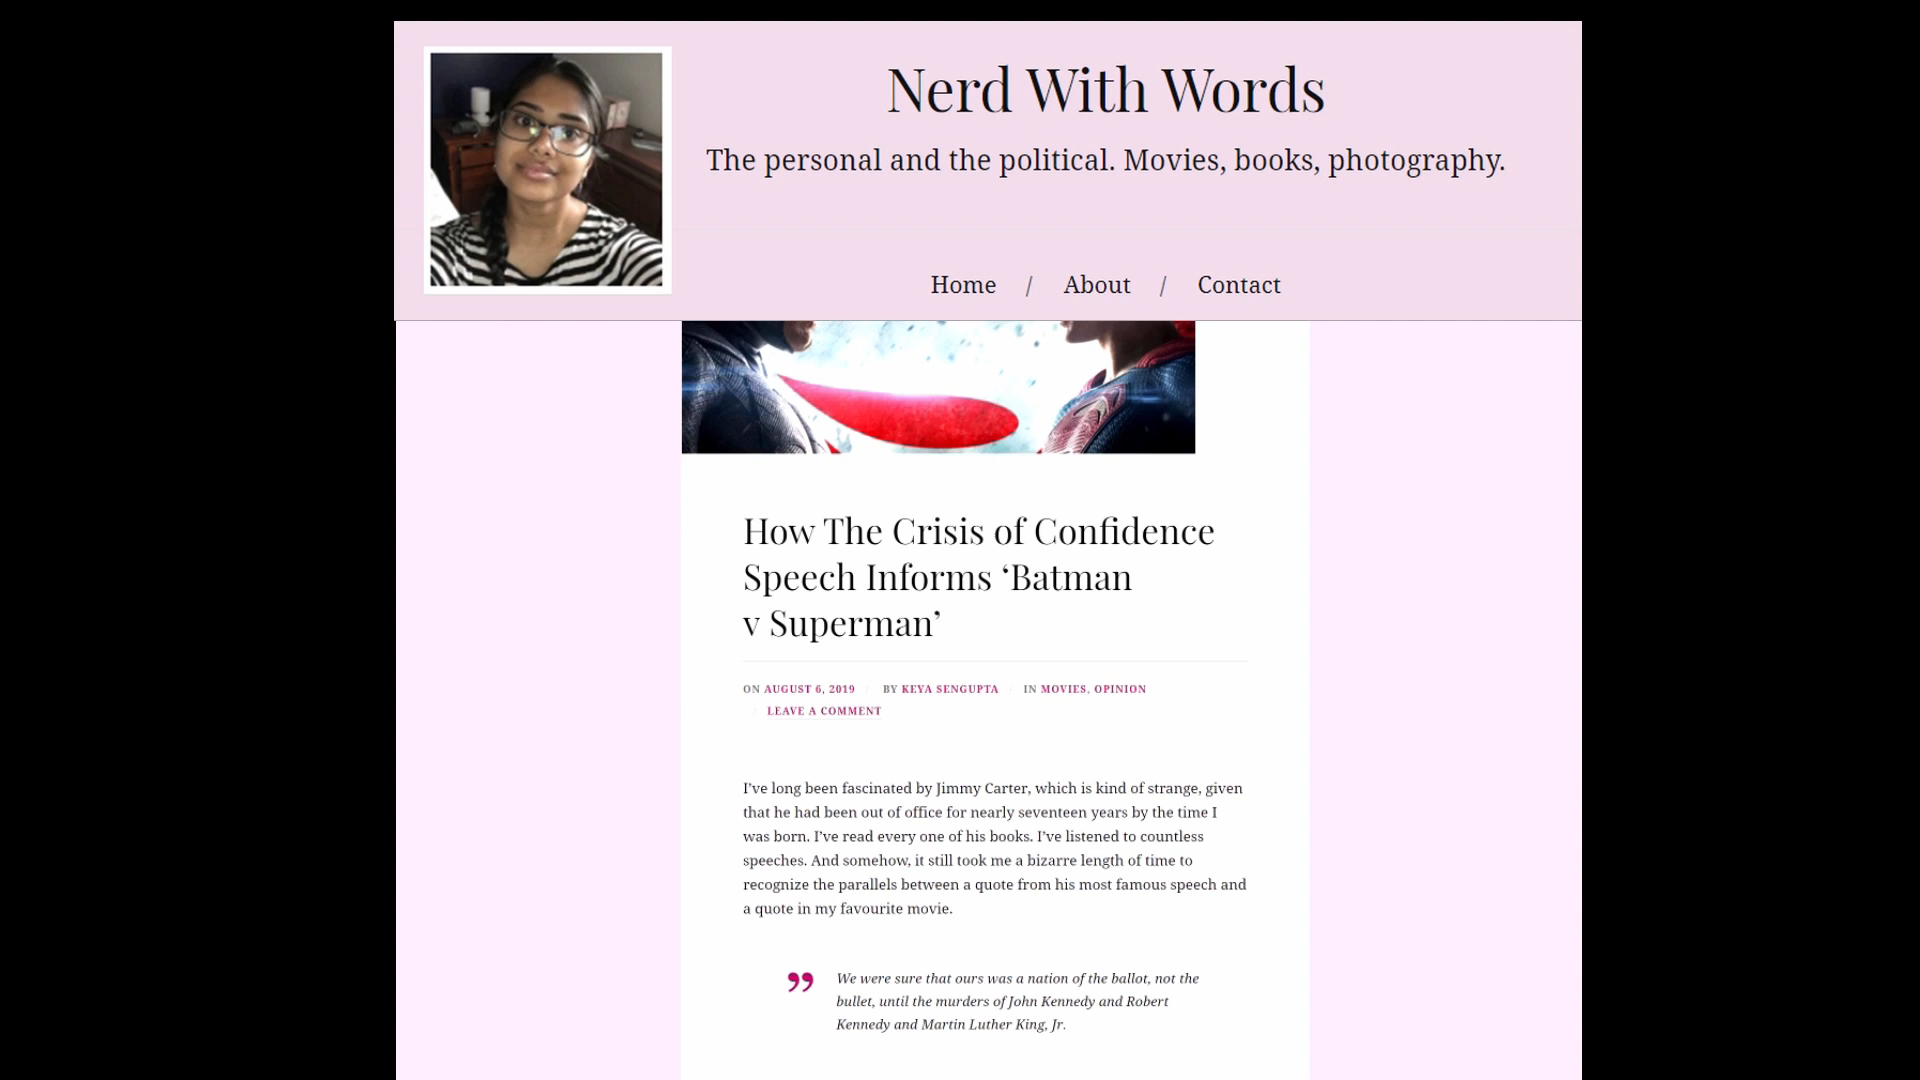 Nerd With Words
The personal and the political. Movies, books, photography.
Home / About / Contact
How The Crisis of Confidence
Speech Informs ‘Batman
v Superman’
ON AUGUST 6, 2019 / BY KEYA SENGUPTA / IN MOVIES, OPINION
/ LEAVE A COMMENT
I’ve long been fascinated by Jimmy Carter, which is kind of strange, given
that he had been out of office for nearly seventeen years by the time I
was born. I’ve read every one of his books. I’ve listened to countless
speeches. And somehow, it still took me a bizarre length of time to
recognize the parallels between a quote from his most famous speech and
a quote in my favourite movie.
” We were sure that ours was a nation of the ballot, not the
bullet, until the murders of John Kennedy and Robert
Kennedy and Martin Luther King, Jr.